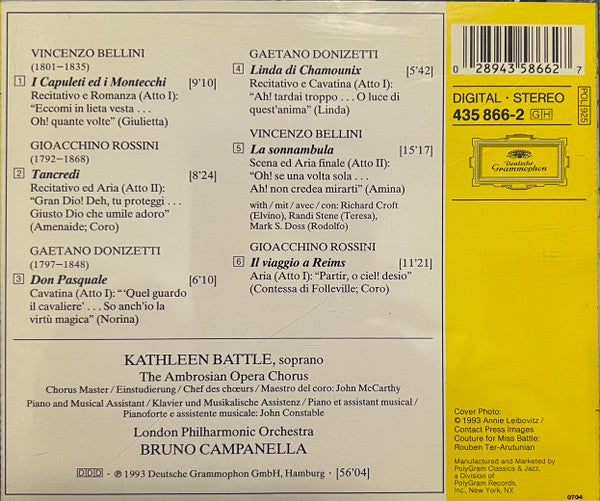 VINCENZO BELLINI
(1801-1835)
1 I Capuleti ed i Montecchi [9'10]
Recitativo e Romanza (Atto I):
"Eccomi in lieta vesta . . .
Oh! quante volte" (Giulietta)
GIOACCHINO ROSSINI
(1792-1868)
2 Tancredi [8'24]
Recitativo ed Aria (Atto II):
"Gran Dio! Deh, tu proteggi . . .
Giusto Dio che umile adoro"
(Amenaide; Coro)
GAETANO DONIZETTI
(1797-1848)
3 Don Pasquale [6'10]
Cavatina (Atto I): "'Quel guardo
il cavaliere' . . . So anch'io la
virtù magica" (Norina)
GAETANO DONIZETTI
4 Linda di Chamounix [5'42]
Recitativo e Cavatina (Atto I):
"Ah! tardai troppo . . . O luce di
quest'anima" (Linda)
VINCENZO BELLINI
5 La sonnambula [15'17]
Scena ed Aria finale (Atto II):
"Oh! se una volta sola . . .
Ah! non credea mirarti" (Amina)
with / mit / avec / con: Richard Croft
(Elvino), Randi Stene (Teresa),
Mark S. Doss (Rodolfo)
GIOACCHINO ROSSINI
6 Il viaggio a Reims [11'21]
Aria (Atto I): "Partir, o ciel! desio"
(Contessa di Folleville; Coro)
KATHLEEN BATTLE, soprano
The Ambrosian Opera Chorus
Chorus Master / Einstudierung / Chef des chœurs / Maestro del coro: John McCarthy
Piano and Musical Assistant / Klavier und Musikalische Assistenz / Piano et assistant musical /
Pianoforte e assistente musicale: John Constable
London Philharmonic Orchestra
BRUNO CAMPANELLA
DDD · ℗ 1993 Deutsche Grammophon GmbH, Hamburg · [56'04]
0 28943 58662 7
DIGITAL · STEREO
435 866-2 GH
POL 925
Deutsche
Grammophon
Cover Photo:
© 1993 Annie Leibovitz /
Contact Press Images
Couture for Miss Battle:
Rouben Ter-Arutunian
Manufactured and Marketed by
PolyGram Classics & Jazz,
a Division of
PolyGram Records,
Inc., New York, NY.
0704